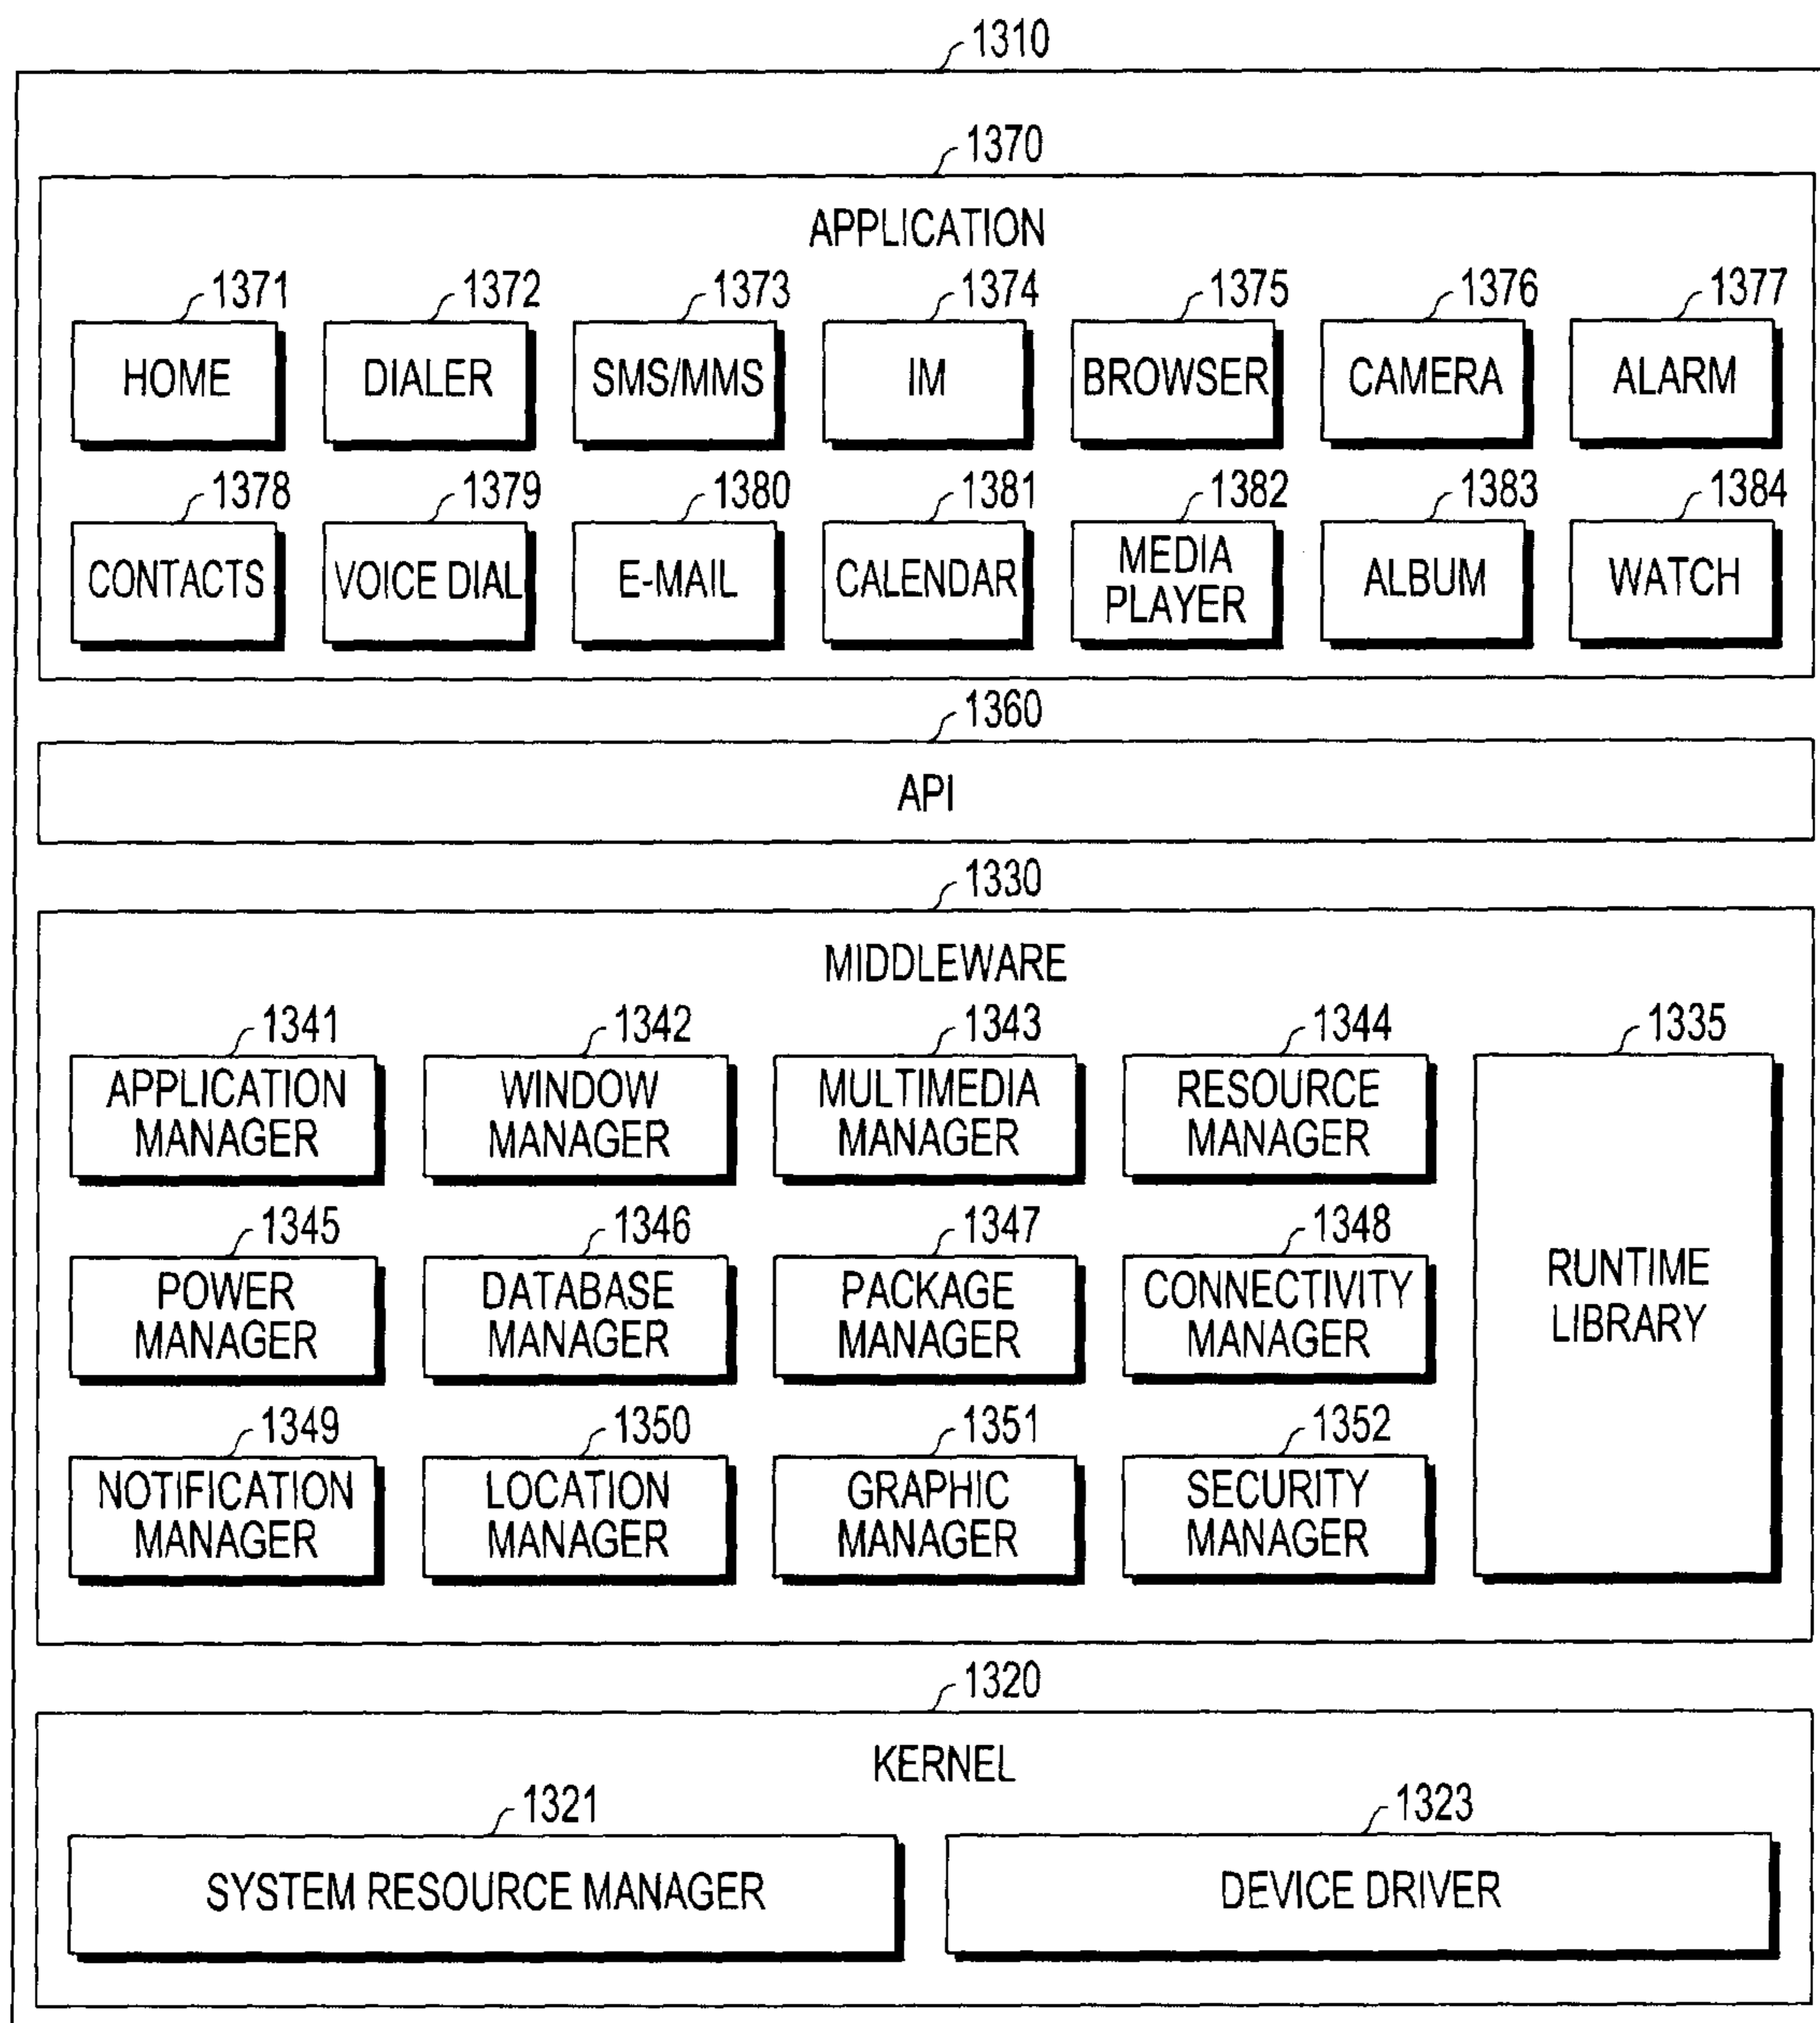 1310
1370
APPLICATION
1371 1372 1373 1374 1375 1376 1377
HOME DIALER SMS/MMS IM BROWSER CAMERA ALARM
1378 1379 1380 1381 1382 1383 1384
CONTACTS VOICE DIAL E-MAIL CALENDAR MEDIA PLAYER ALBUM WATCH
1360
API
1330
MIDDLEWARE
1341 1342 1343 1344 1335
APPLICATION WINDOW MULTIMEDIA RESOURCE
MANAGER MANAGER MANAGER MANAGER
1345 1346 1347 1348
POWER DATABASE PACKAGE CONNECTIVITY
MANAGER MANAGER MANAGER MANAGER
RUNTIME
LIBRARY
1349 1350 1351 1352
NOTIFICATION LOCATION GRAPHIC SECURITY
MANAGER MANAGER MANAGER MANAGER
1320
KERNEL
1321 1323
SYSTEM RESOURCE MANAGER DEVICE DRIVER